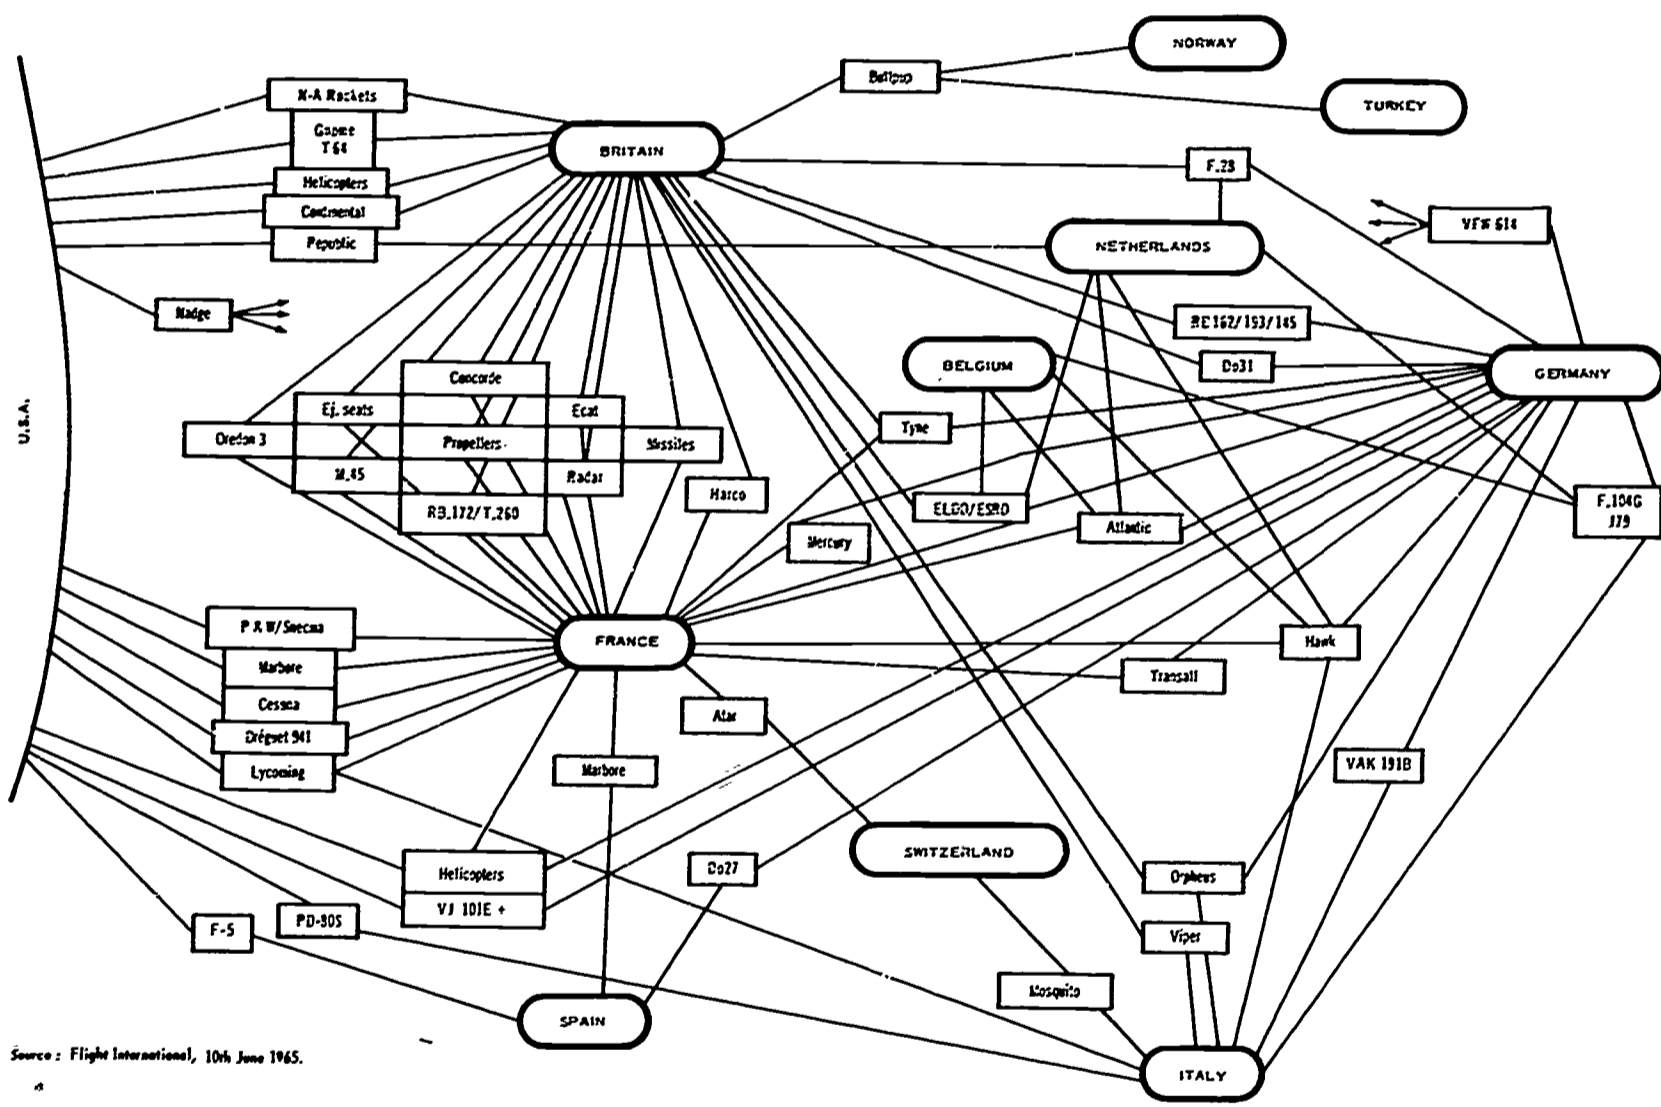 NORWAY
Bullpup
TURKEY
N-A Rockets
Gnome
T 64
BRITAIN
F.28
Helicopters
Continental
VFW 614
Republic
NETHERLANDS
Nadge
RB 162/193/145
BELGIUM
Do31
GERMANY
Concorde
U.S.A.
Ej. seats
Ecat
Tyne
Oredon 3
Propellers
Missiles
M.45
Radar
Harco
ELDO/ESRO
F.104G
J79
RB.172/T.260
Atlantic
Mercury
P & W/Snecma
FRANCE
Hawk
Marbore
Transall
Cessna
Atar
Bréguet 941
Lycoming
Marbore
VAK 191B
SWITZERLAND
Helicopters
Do27
Orpheus
VJ 101E +
F-5
PD-808
Viper
Mosquito
SPAIN
Source : Flight International, 10th June 1965.
ITALY